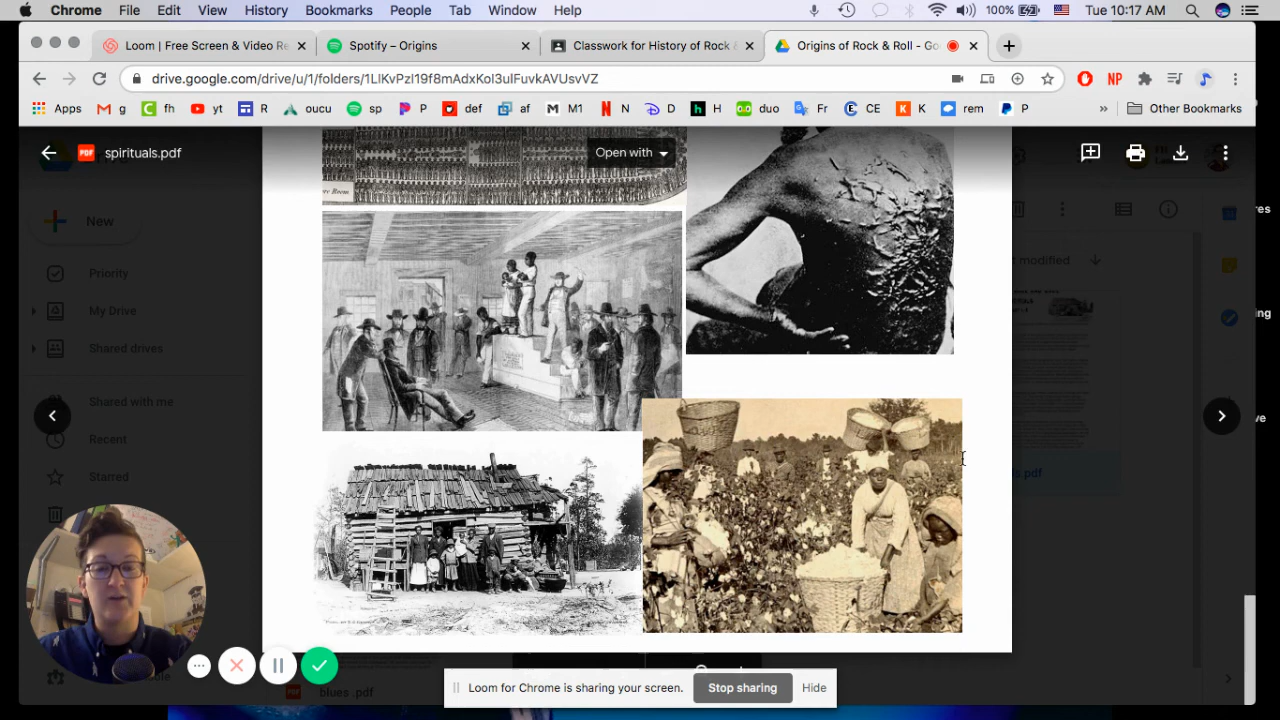 Chrome File Edit View History Bookmarks People Tab Window Help 100% Tue 10:17 AM
Loom | Free Screen & Video Re Spotify – Origins Classwork for History of Rock & Origins of Rock & Roll - Go
drive.google.com/drive/u/1/folders/1LIKvPzI19f8mAdxKoI3uIFuvkAVUsvVZ
Apps g fh yt R oucu sp P def af M1 N D H duo Fr CE K rem P » Other Bookmarks
spirituals.pdf Open with
New
Priority
My Drive
Shared drives
Shared with me
Recent
Starred
t modified
s pdf
blues .pdf
Loom for Chrome is sharing your screen. Stop sharing Hide